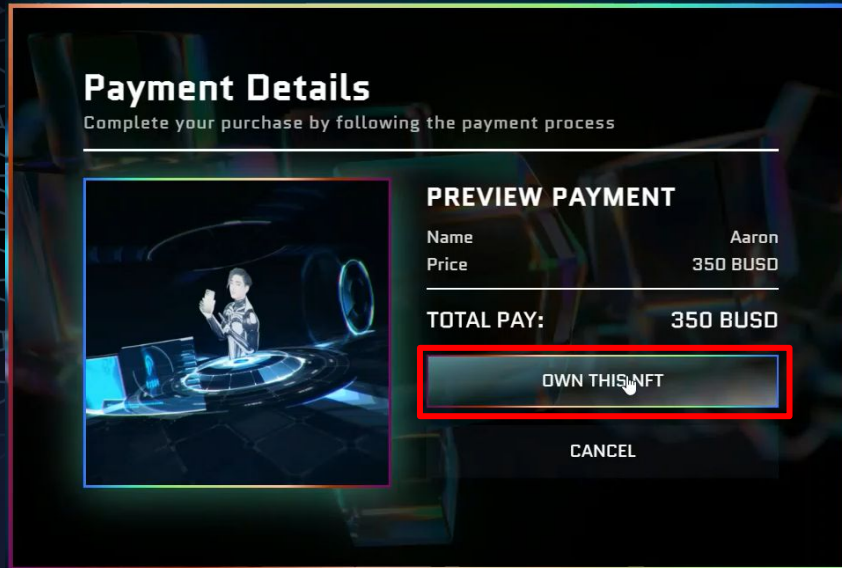 Payment Details
Complete your purchase by following the payment process
PREVIEW PAYMENT
Name Aaron
Price 350 BUSD
TOTAL PAY: 350 BUSD
OWN THIS NFT
CANCEL